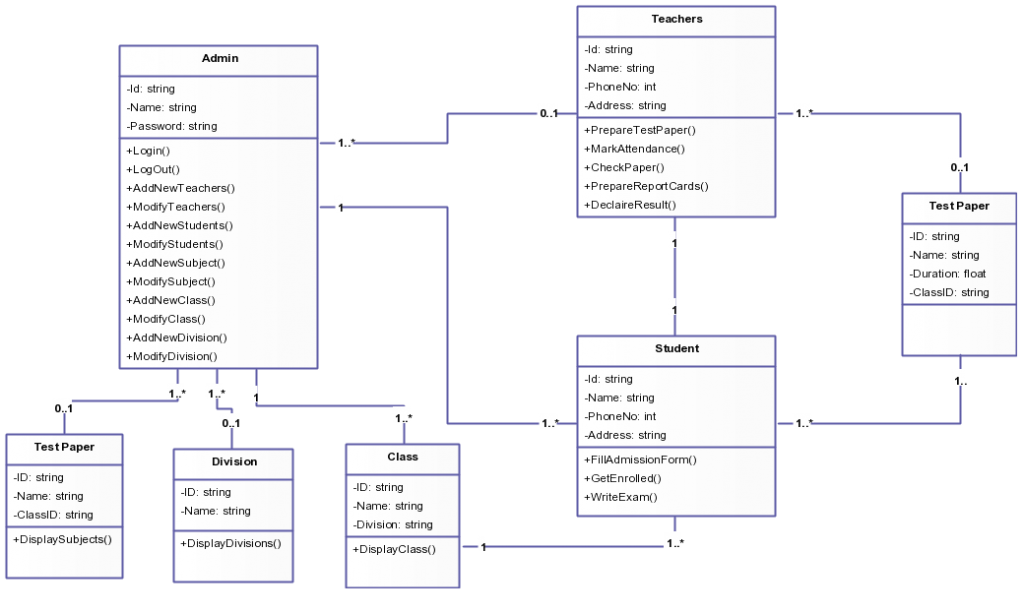 Admin
-Id: string
-Name: string
-Password: string
+Login()
+LogOut()
+AddNewTeachers()
+ModifyTeachers()
+AddNewStudents()
+ModifyStudents()
+AddNewSubject()
+ModifySubject()
+AddNewClass()
+ModifyClass()
+AddNewDivision()
+ModifyDivision()
1..*
0..1
1
1..*
Teachers
-Id: string
-Name: string
-PhoneNo: int
-Address: string
+PrepareTestPaper()
+MarkAttendance()
+CheckPaper()
+PrepareReportCards()
+DeclaireResult()
1..*
0..1
1
1
Test Paper
-ID: string
-Name: string
-Duration: float
-ClassID: string
1..
1..*
Student
-Id: string
-Name: string
-PhoneNo: int
-Address: string
+FillAdmissionForm()
+GetEnrolled()
+WriteExam()
1..*
1
1..*
0..1
1..*
0..1
1
1..*
Test Paper
-ID: string
-Name: string
-ClassID: string
+DisplaySubjects()
Division
-ID: string
-Name: string
+DisplayDivisions()
Class
-ID: string
-Name: string
-Division: string
+DisplayClass()